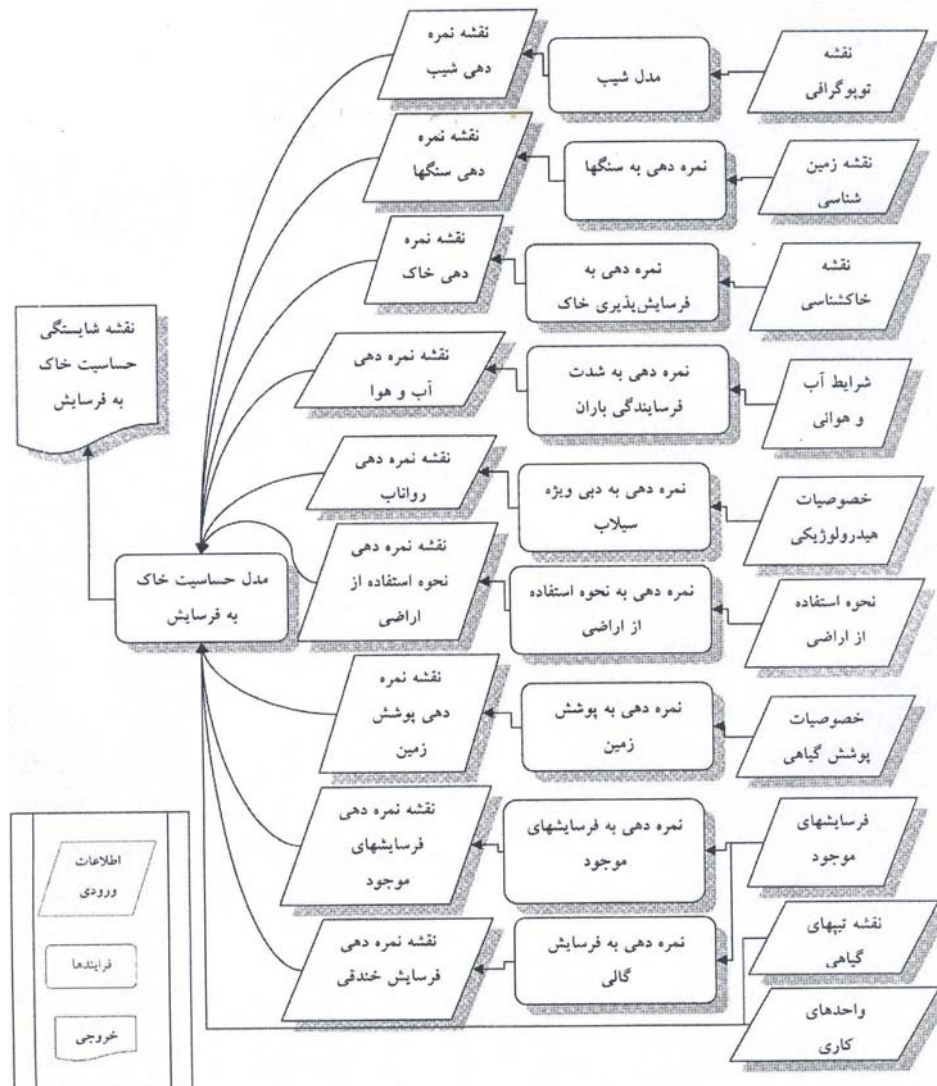 نقشه
توپوگرافی
مدل شیب
نقشه نمره
دهی شیب
نقشه زمین
شناسی
نمره دهی به سنگها
نقشه نمره
دهی سنگها
نقشه
خاکشناسی
نمره دهی به
فرسایش‌پذیری خاک
نقشه نمره
دهی خاک
شرایط آب
و هوائی
نمره دهی به شدت
فرسایندگی باران
نقشه نمره دهی
آب و هوا
خصوصیات
هیدرولوژیکی
نمره دهی به دبی ویژه
سیلاب
نقشه نمره دهی
رواناب
نحوه استفاده
از اراضی
نمره دهی به نحوه استفاده
از اراضی
نقشه نمره دهی
نحوه استفاده از
اراضی
خصوصیات
پوشش گیاهی
نمره دهی به پوشش
زمین
نقشه نمره
دهی پوشش
زمین
فرسایشهای
موجود
نمره دهی به فرسایشهای
موجود
نقشه نمره دهی
فرسایشهای
موجود
نقشه تیپهای
گیاهی
نمره دهی به فرسایش
گالی
نقشه نمره دهی
فرسایش خندقی
واحدهای
کاری
مدل حساسیت خاک
به فرسایش
نقشه شایستگی
حساسیت خاک
به فرسایش
اطلاعات
ورودی
فرایندها
خروجی